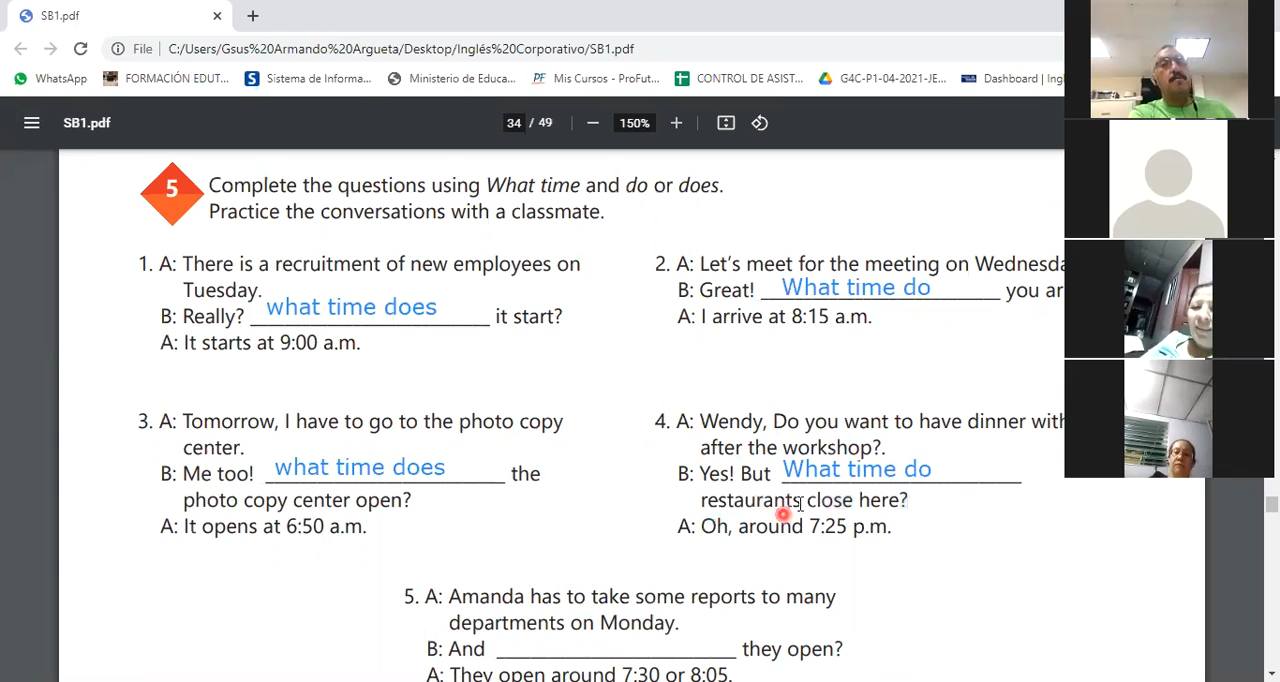 SB1.pdf
File C:/Users/Gsus%20Armando%20Argueta/Desktop/Inglés%20Corporativo/SB1.pdf
WhatsApp FORMACIÓN EDUT... Sistema de Informa... Ministerio de Educa... PF Mis Cursos - ProFut... CONTROL DE ASIST... G4C-P1-04-2021-JE... Dashboard | Ingl
SB1.pdf 34 / 49 150%
5 Complete the questions using What time and do or does.
Practice the conversations with a classmate.
1. A: There is a recruitment of new employees on
Tuesday.
B: Really? what time does it start?
A: It starts at 9:00 a.m.
2. A: Let's meet for the meeting on Wednesda
B: Great! What time do you ar
A: I arrive at 8:15 a.m.
3. A: Tomorrow, I have to go to the photo copy
center.
B: Me too! what time does the
photo copy center open?
A: It opens at 6:50 a.m.
4. A: Wendy, Do you want to have dinner with
after the workshop?.
B: Yes! But What time do
restaurants close here?
A: Oh, around 7:25 p.m.
5. A: Amanda has to take some reports to many
departments on Monday.
B: And ____________________ they open?
A: They open around 7:30 or 8:05.